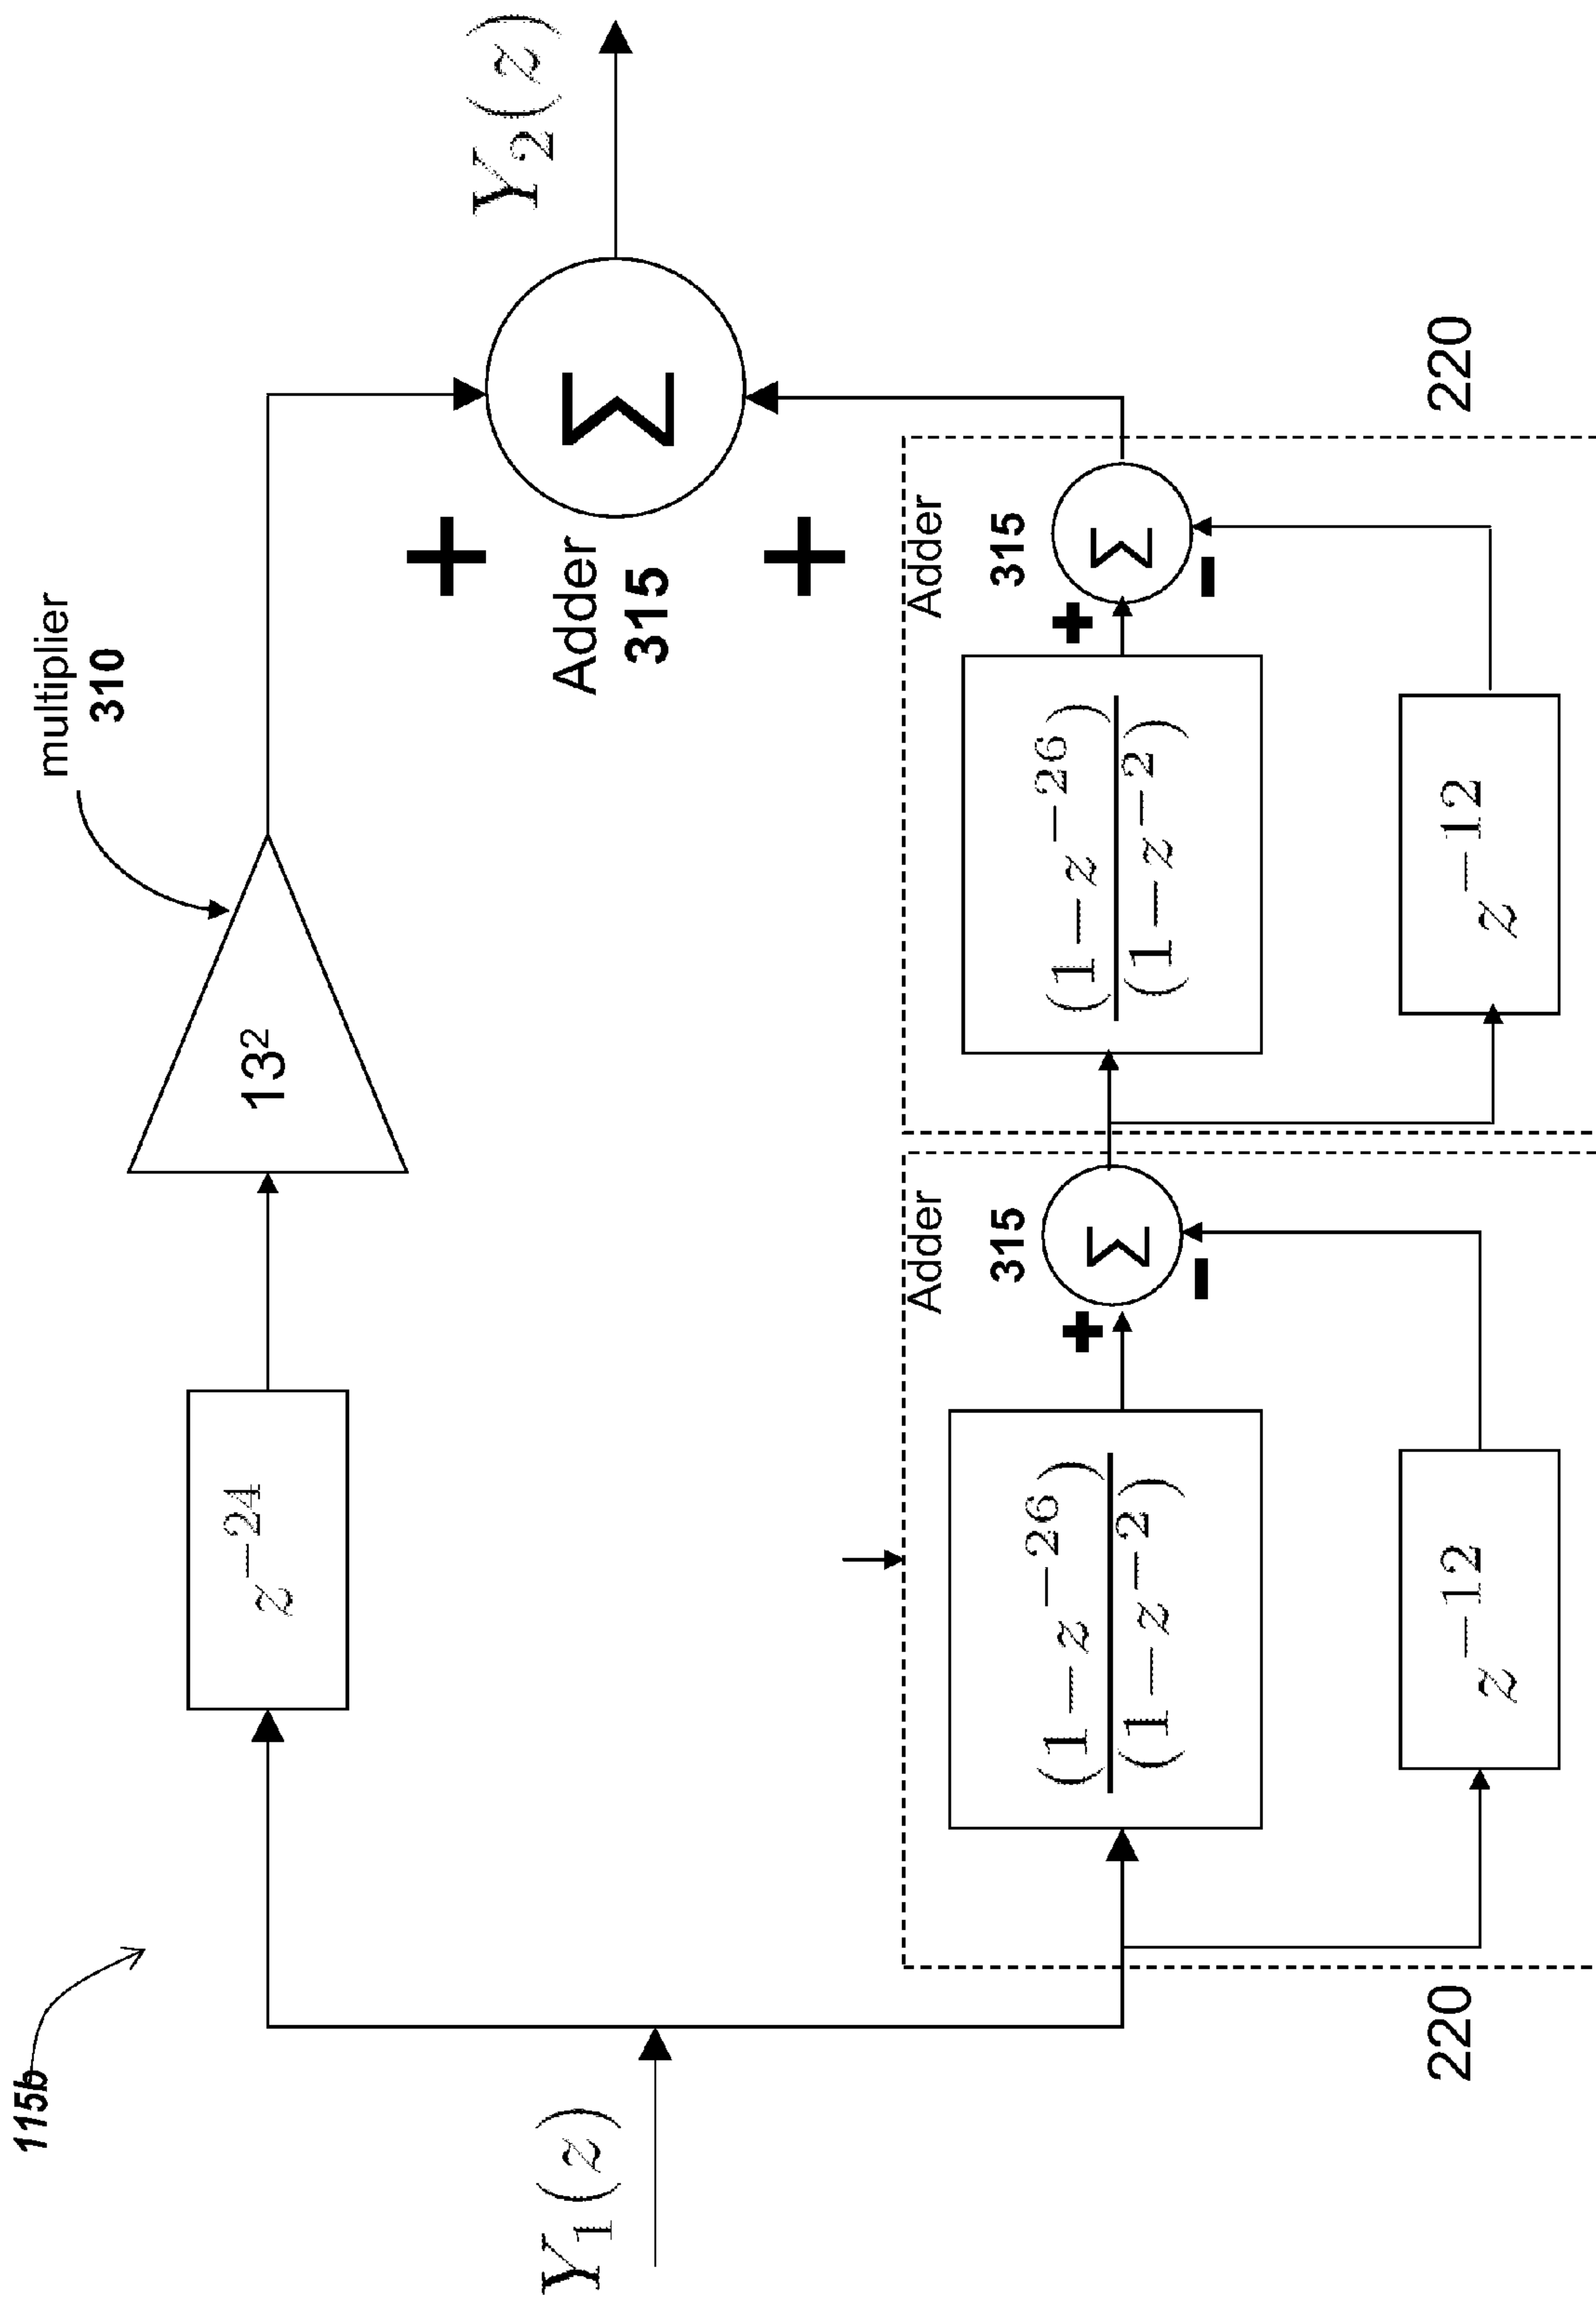 115b
multiplier
310
z⁻²⁴
13²
Y₁(z)
+
Σ
Y₂(z)
Adder
315
+
Adder
315
(1−z⁻²⁶)
(1−z⁻²)
+
Σ
−
z⁻¹²
220
Adder
315
(1−z⁻²⁶)
(1−z⁻²)
+
Σ
−
z⁻¹²
220